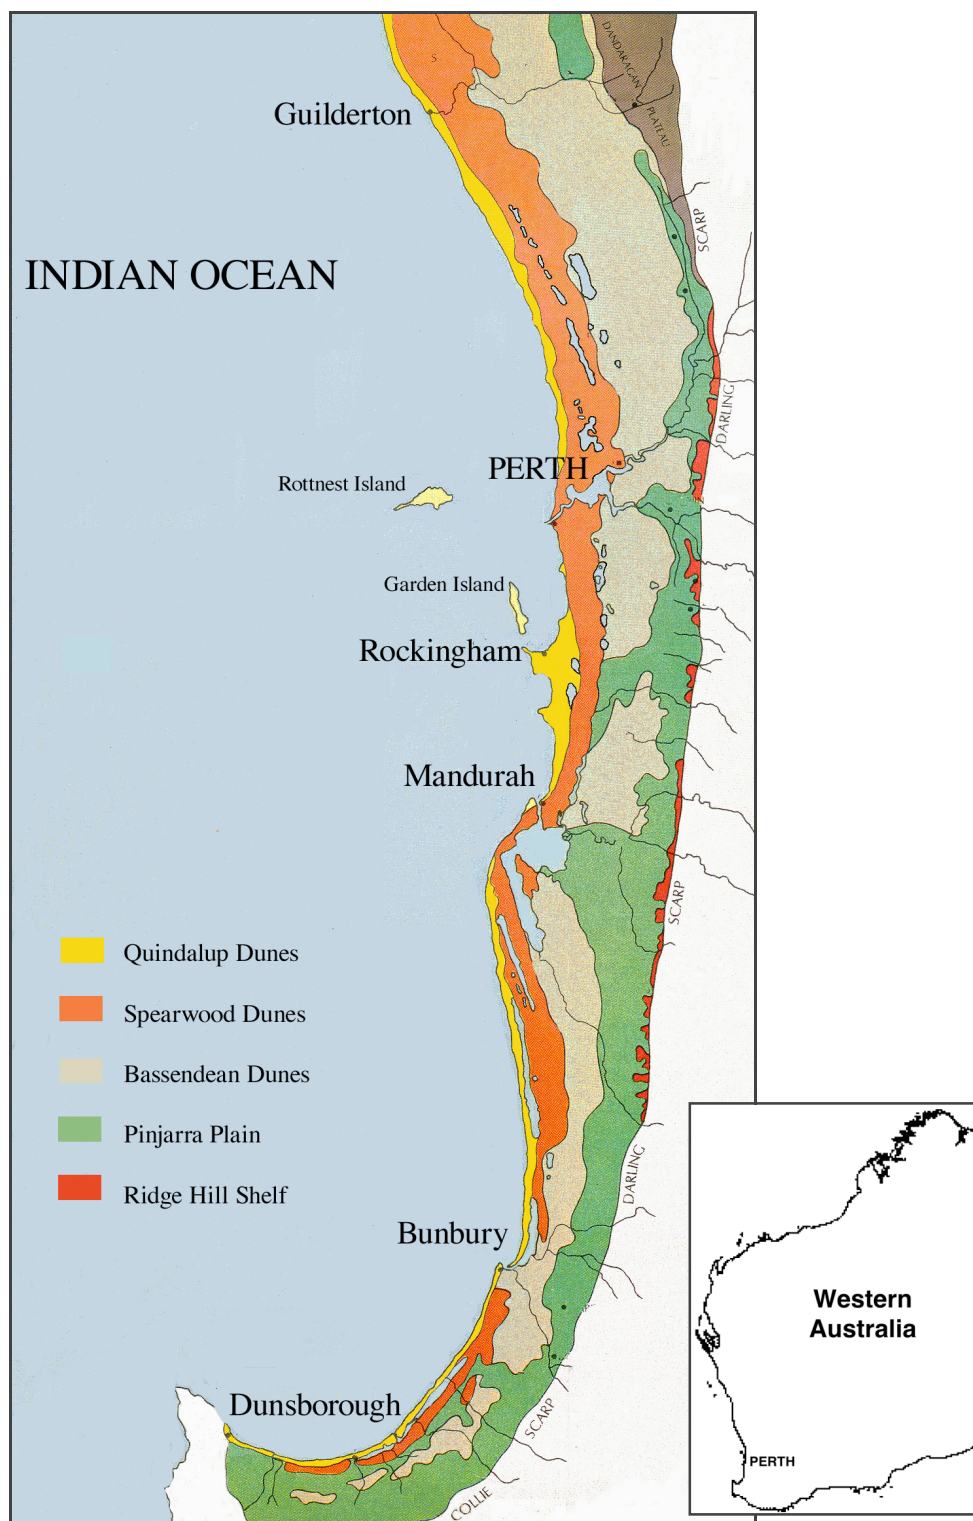 S
DANDARAGAN
PLATEAU
Guilderton
SCARP
INDIAN OCEAN
DARLING
PERTH
Rottnest Island
Garden Island
Rockingham
Mandurah
SCARP
Quindalup Dunes
Spearwood Dunes
Bassendean Dunes
Pinjarra Plain
Ridge Hill Shelf
DARLING
Bunbury
Dunsborough
SCARP
COLLIE
Western
Australia
PERTH